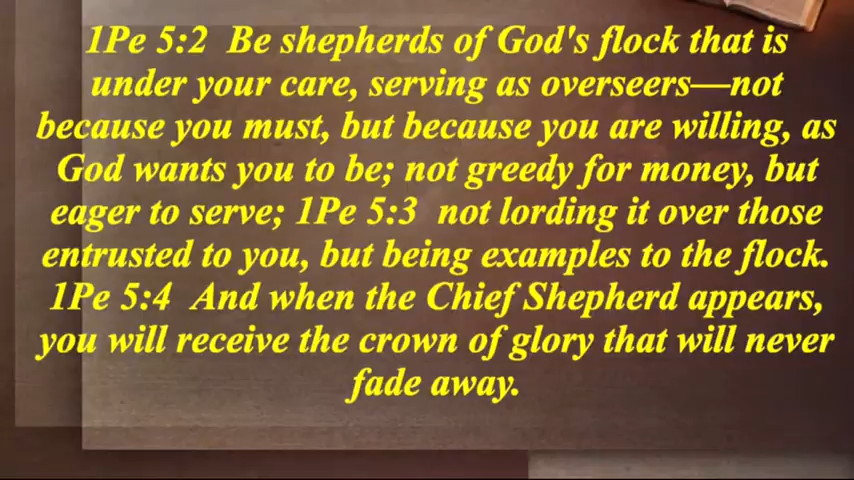 1Pe 5:2  Be shepherds of God's flock that is
under your care, serving as overseers—not
because you must, but because you are willing, as
God wants you to be; not greedy for money, but
eager to serve; 1Pe 5:3  not lording it over those
entrusted to you, but being examples to the flock.
1Pe 5:4  And when the Chief Shepherd appears,
you will receive the crown of glory that will never
fade away.